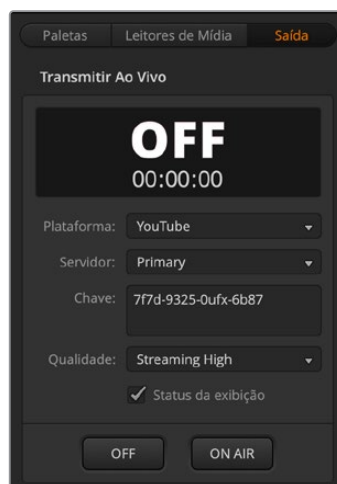 Paletas Leitores de Mídia Saída
Transmitir Ao Vivo
OFF
00:00:00
Plataforma: YouTube
Servidor: Primary
Chave: 7f7d-9325-0ufx-6b87
Qualidade: Streaming High
Status da exibição
OFF ON AIR